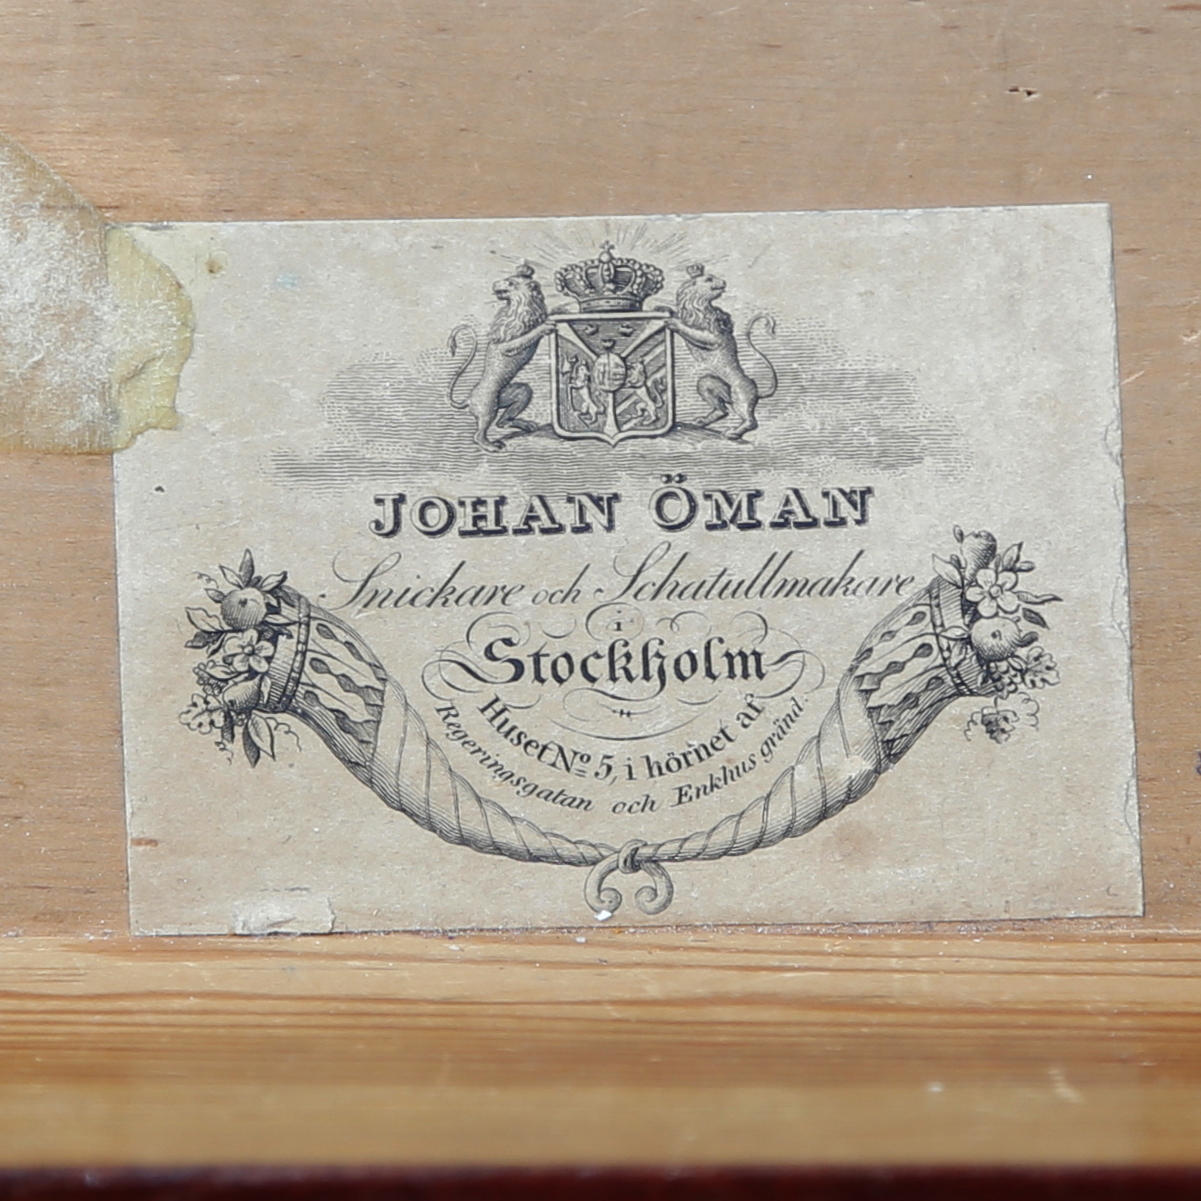 JOHAN ÖMAN
Snickare och Schatullmakare
i
Stockholm
Huset No 5, i hörnet af
Regeringsgatan och Enkhus gränd.